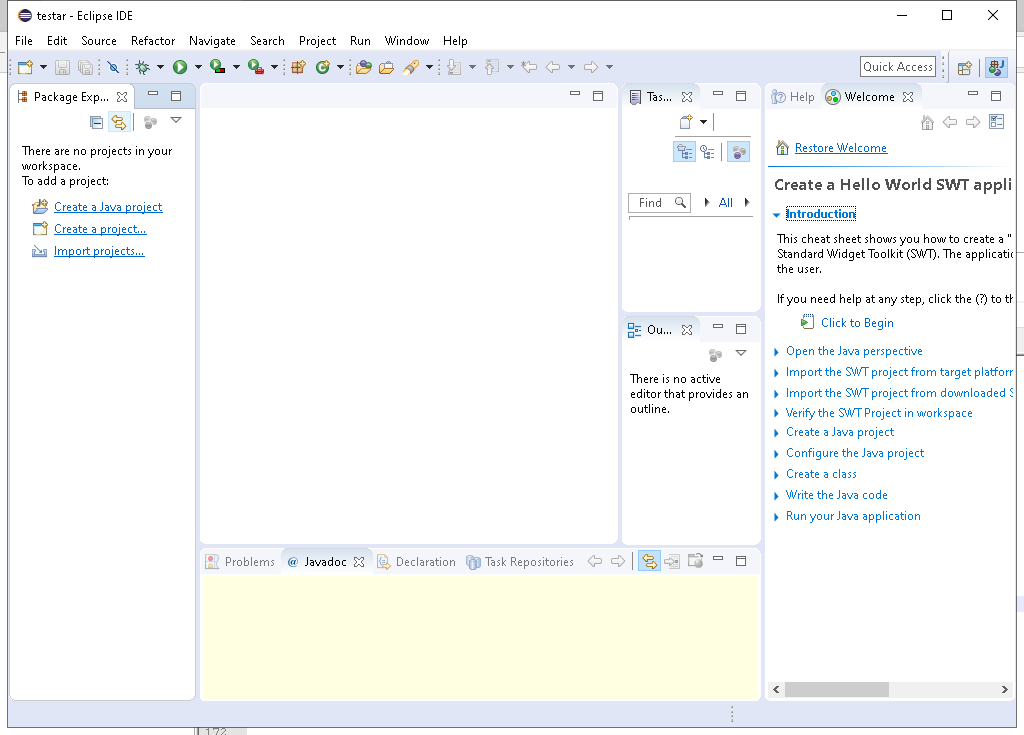 testar - Eclipse IDE
File Edit Source Refactor Navigate Search Project Run Window Help
Quick Access
Package Exp...
There are no projects in your
workspace.
To add a project:
Create a Java project
Create a project...
Import projects...
Tas...
Find
All
Ou...
There is no active
editor that provides an
outline.
Help
Welcome
Restore Welcome
Create a Hello World SWT appli
Introduction
This cheat sheet shows you how to create a "
Standard Widget Toolkit (SWT). The applicatio
the user.
If you need help at any step, click the (?) to th
Click to Begin
Open the Java perspective
Import the SWT project from target platform
Import the SWT project from downloaded S
Verify the SWT Project in workspace
Create a Java project
Configure the Java project
Create a class
Write the Java code
Run your Java application
Problems
@ Javadoc
Declaration
Task Repositories
172